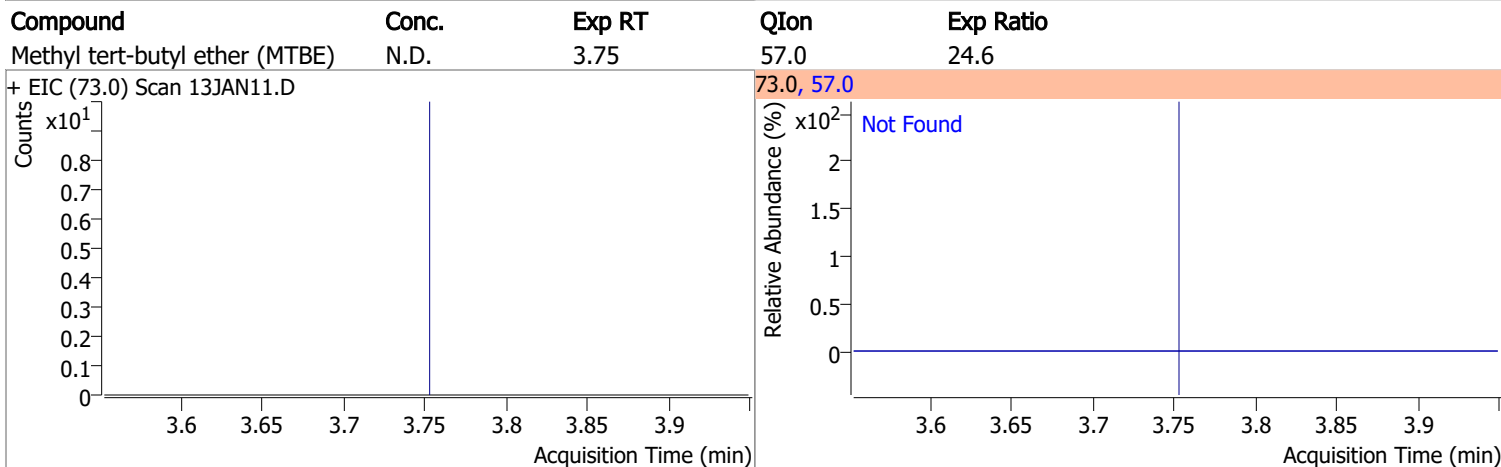 Compound Conc. Exp RT QIon Exp Ratio
Methyl tert-butyl ether (MTBE) N.D. 3.75 57.0 24.6
+ EIC (73.0) Scan 13JAN11.D
Counts
x10¹
0.8
0.7
0.6
0.5
0.4
0.3
0.2
0.1
0
3.6 3.65 3.7 3.75 3.8 3.85 3.9
Acquisition Time (min)
73.0, 57.0
Relative Abundance (%)
x10²
Not Found
2
1.5
1
0.5
0
3.6 3.65 3.7 3.75 3.8 3.85 3.9
Acquisition Time (min)